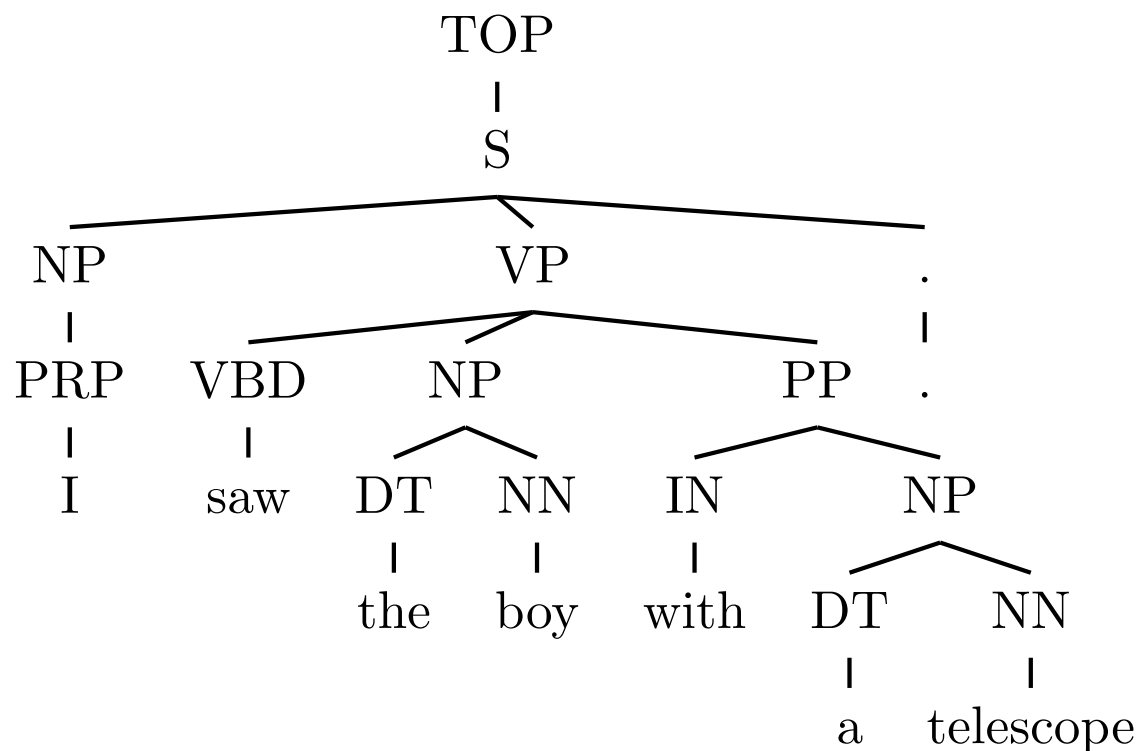 TOP
S
NP VP .
PRP VBD NP PP .
I saw DT NN IN NP
the boy with DT NN
a telescope